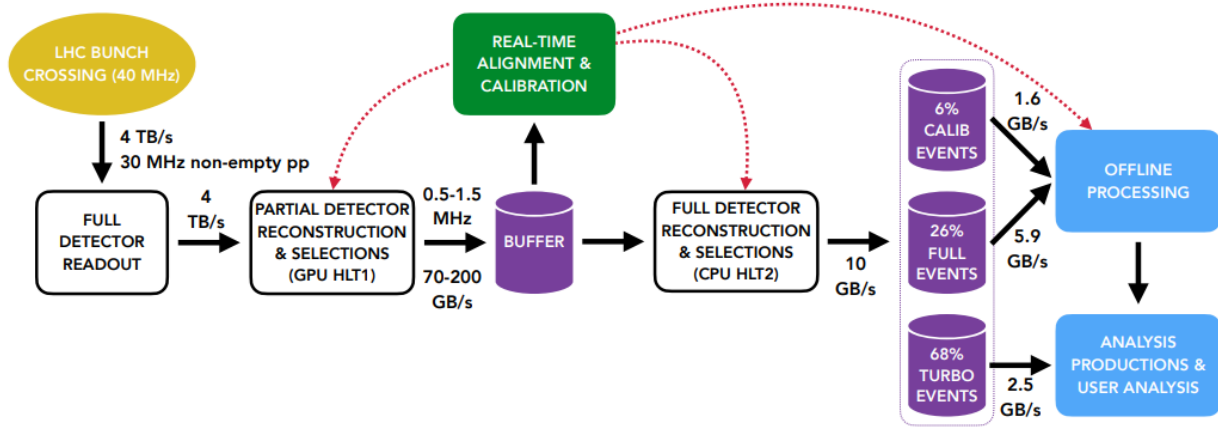 LHC BUNCH
CROSSING (40 MHz)
4 TB/s
30 MHz non-empty pp
FULL
DETECTOR
READOUT
4
TB/s
PARTIAL DETECTOR
RECONSTRUCTION
& SELECTIONS
(GPU HLT1)
0.5-1.5
MHz
70-200
GB/s
BUFFER
REAL-TIME
ALIGNMENT &
CALIBRATION
FULL DETECTOR
RECONSTRUCTION
& SELECTIONS
(CPU HLT2)
10
GB/s
6%
CALIB
EVENTS
26%
FULL
EVENTS
68%
TURBO
EVENTS
1.6
GB/s
5.9
GB/s
2.5
GB/s
OFFLINE
PROCESSING
ANALYSIS
PRODUCTIONS &
USER ANALYSIS